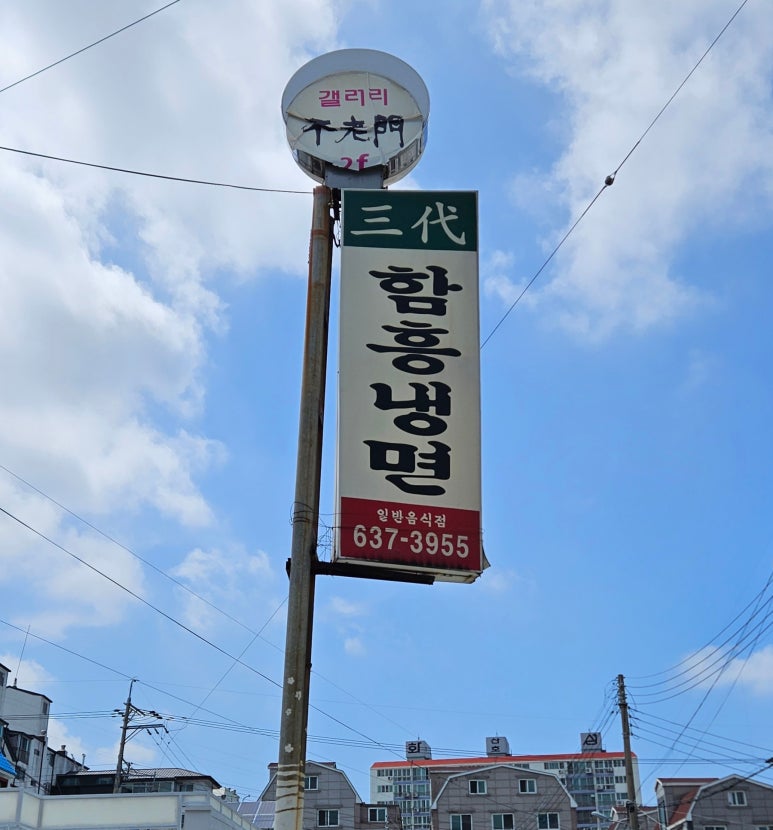 갤러리
不老門
2f
三代
함흥냉면
일반음식점
637-3955